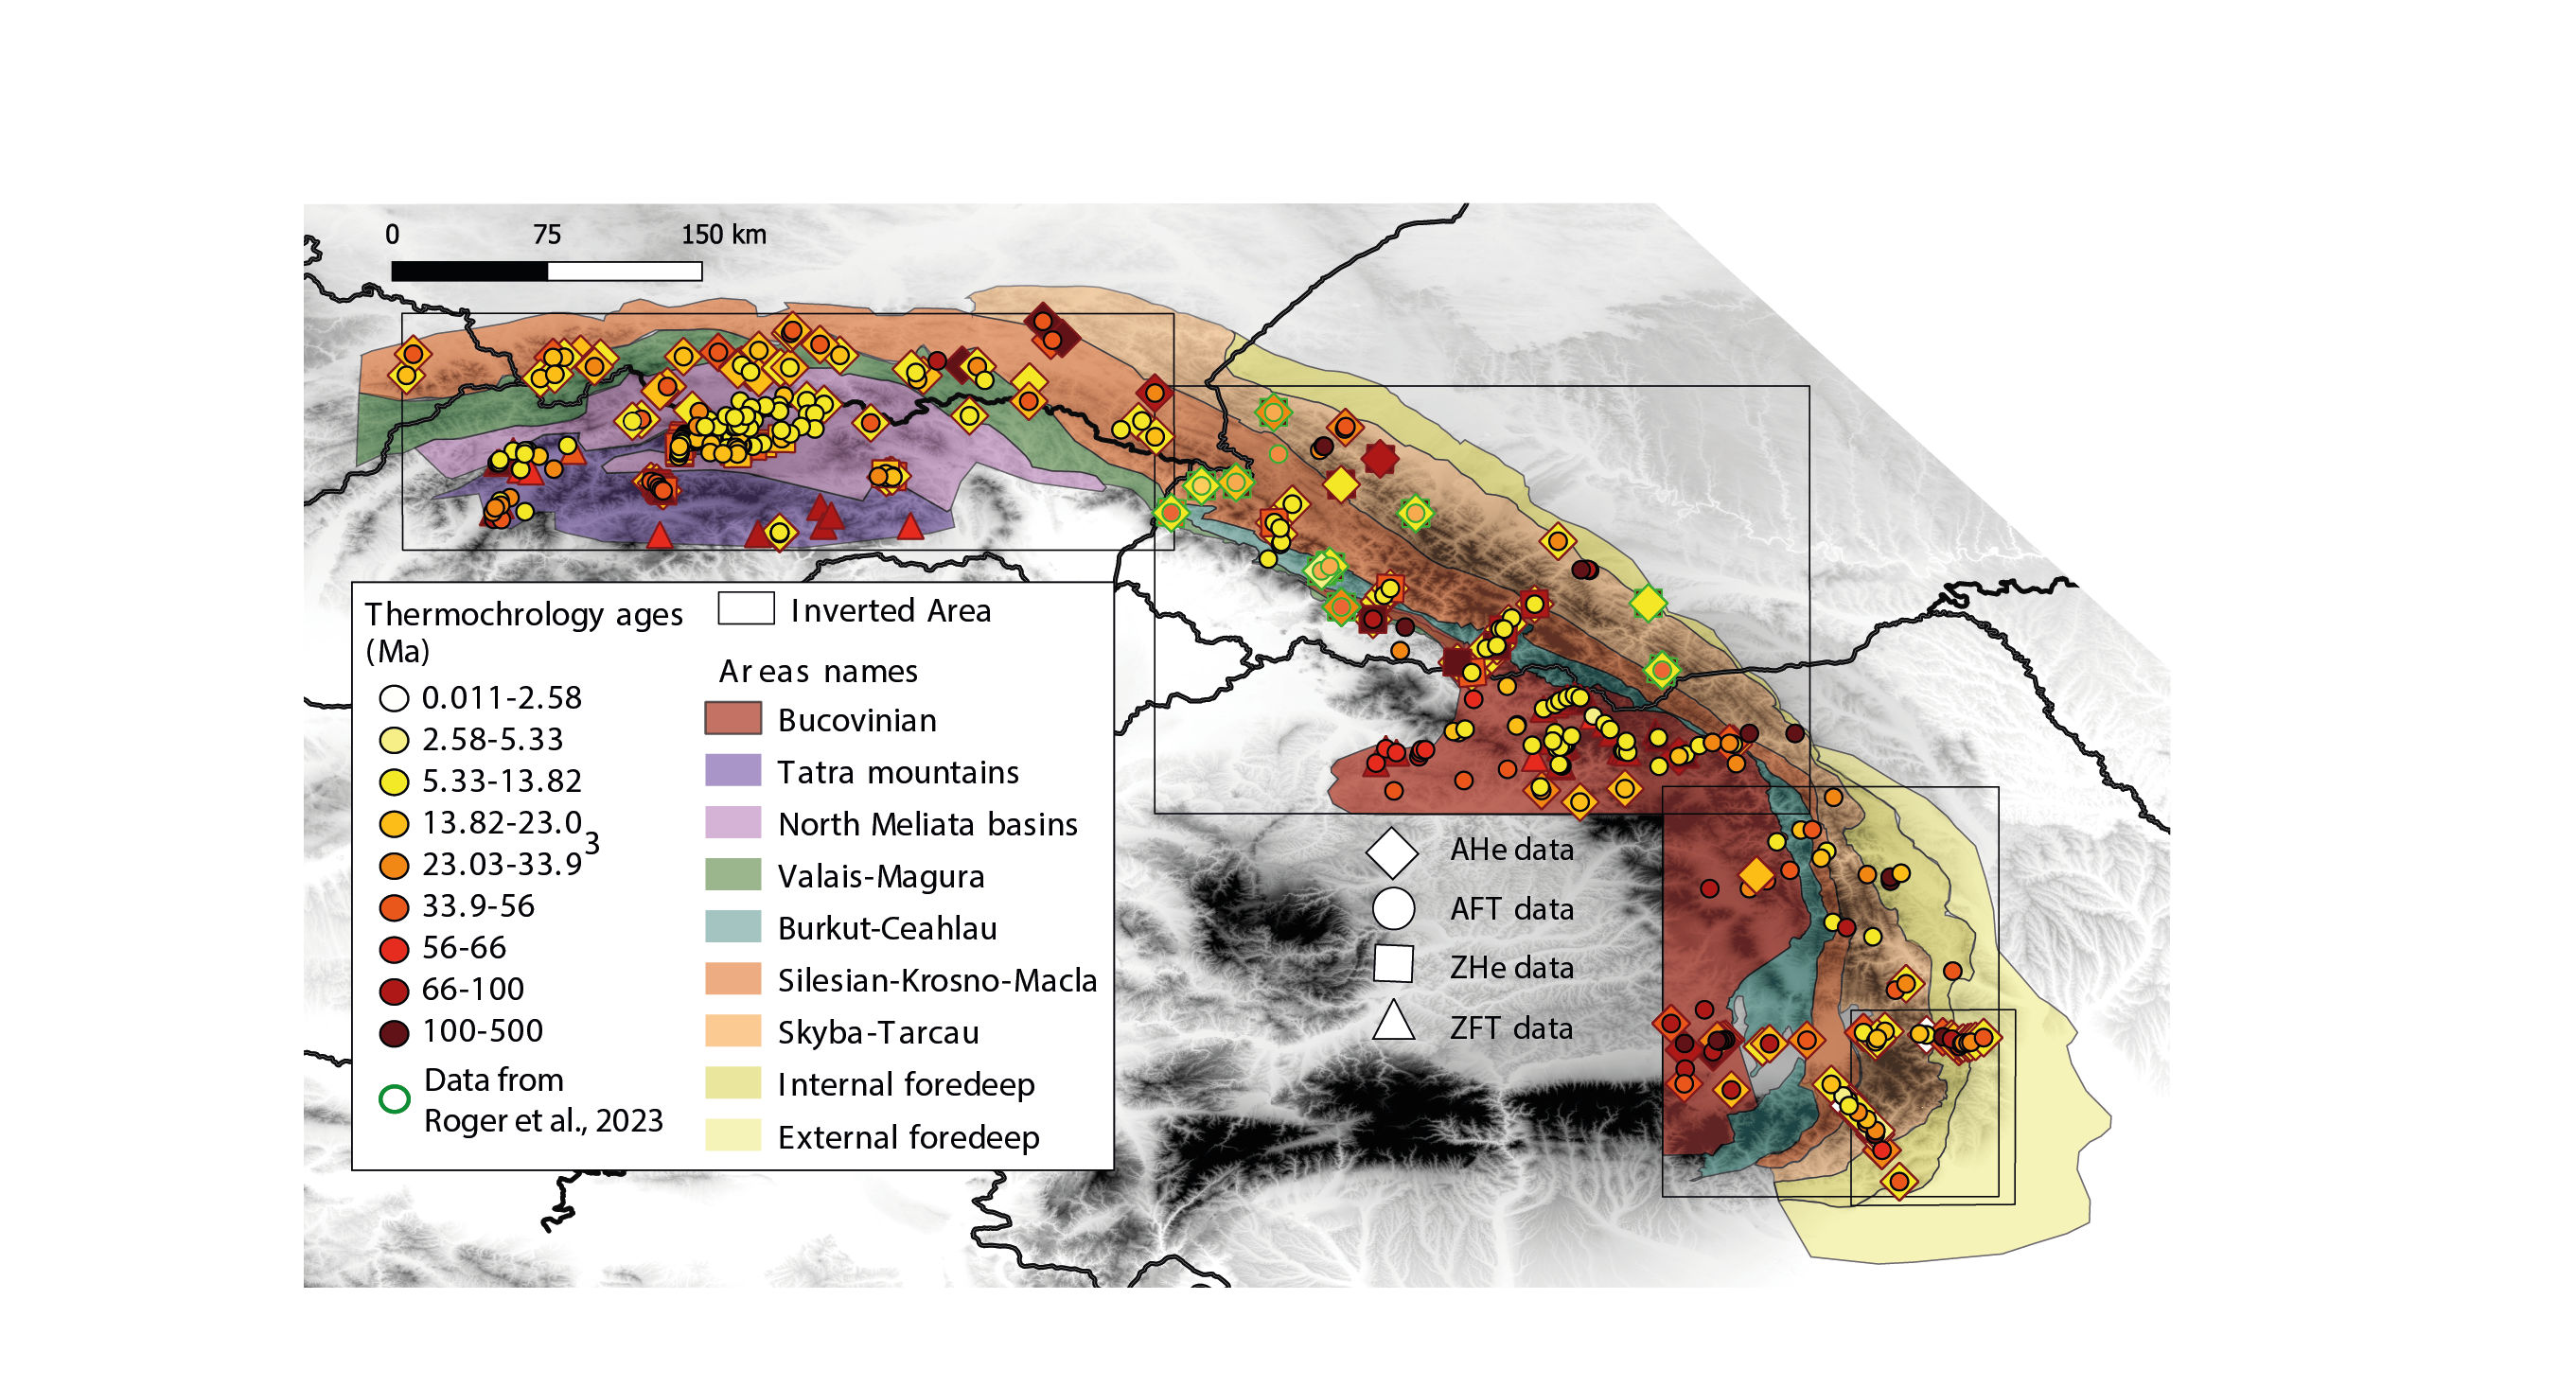 0 75 150 km
Thermochrology ages
(Ma)
0.011-2.58
2.58-5.33
5.33-13.82
13.82-23.03
23.03-33.9
33.9-56
56-66
66-100
100-500
Data from
Roger et al., 2023
Inverted Area
Areas names
Bucovinian
Tatra mountains
North Meliata basins
Valais-Magura
Burkut-Ceahlau
Silesian-Krosno-Macla
Skyba-Tarcau
Internal foredeep
External foredeep
AHe data
AFT data
ZHe data
ZFT data